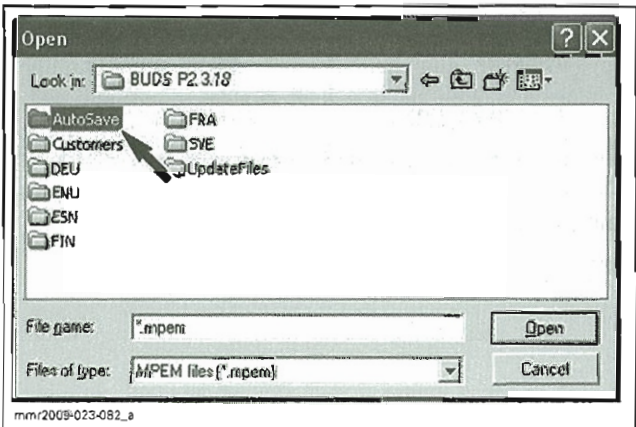 Open
Look in: BUDS P2.3.18
AutoSave
Customers
DEU
ENU
ESN
FIN
FRA
SVE
UpdateFiles
File name: *.mpem
Open
Files of type: MPEM files (*.mpem)
Cancel
mmr2009-023-082_a